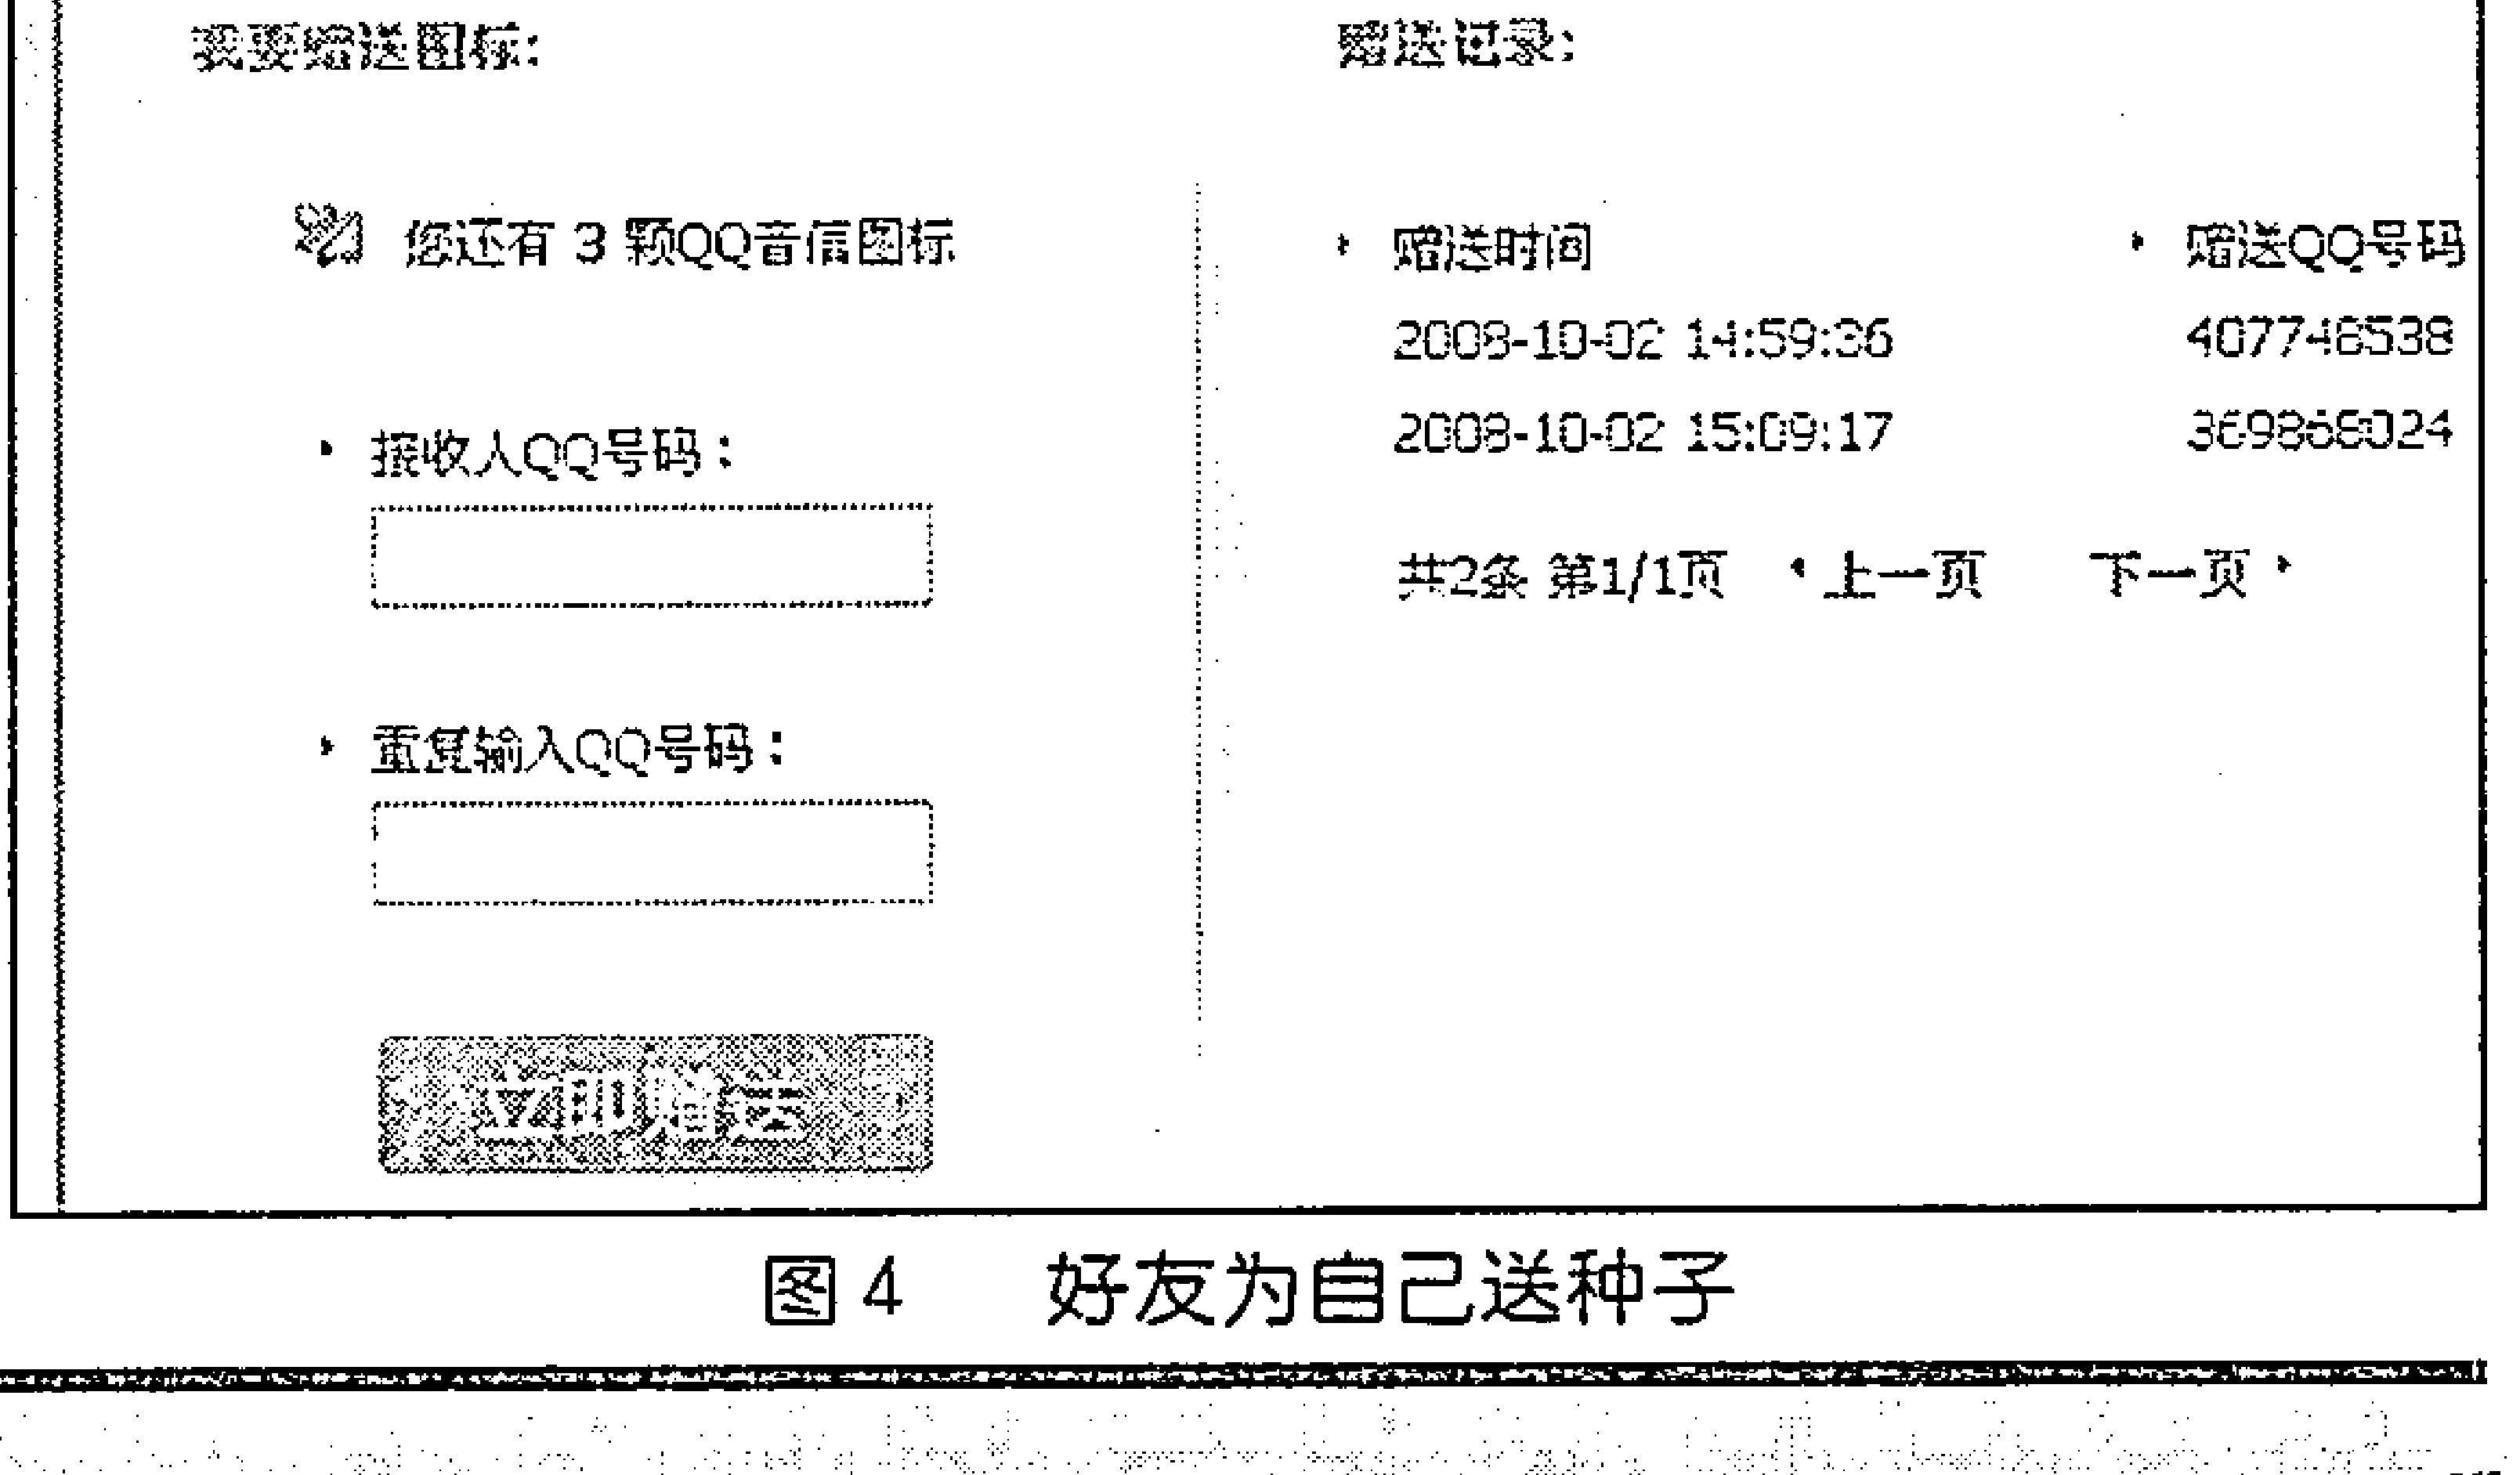 我要赠送图标:
您还有 3 颗QQ音信图标
接收人QQ号码：
重复输入QQ号码：
立即赠送
赠送记录:
赠送时间 赠送QQ号码
2008-10-02 14:59:36 407746538
2008-10-02 15:09:17 369868024
共2条 第1/1页 上一页 下一页
图 4 好友为自己送种子